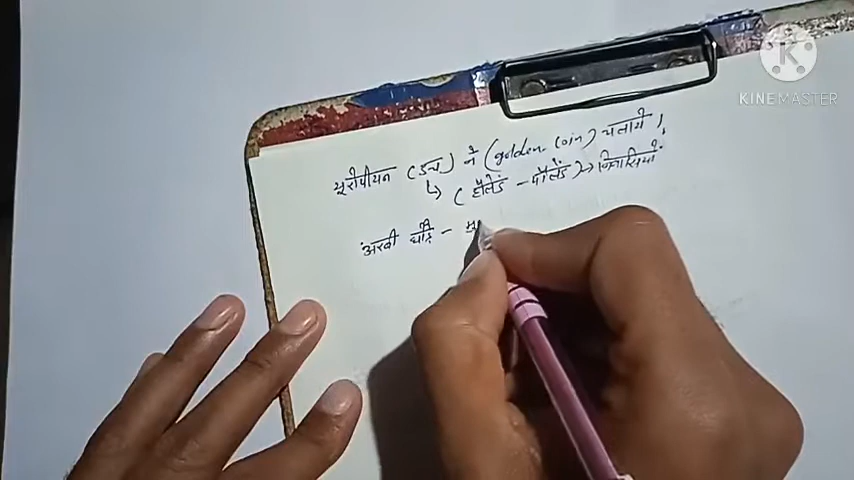 यूरोपीयन (डच) ने (golden coin) चलाये।
↳ (हॉलैंड - पॉलैंड) → निवासियों
अरबी घोड़े - मु
KINEMASTER